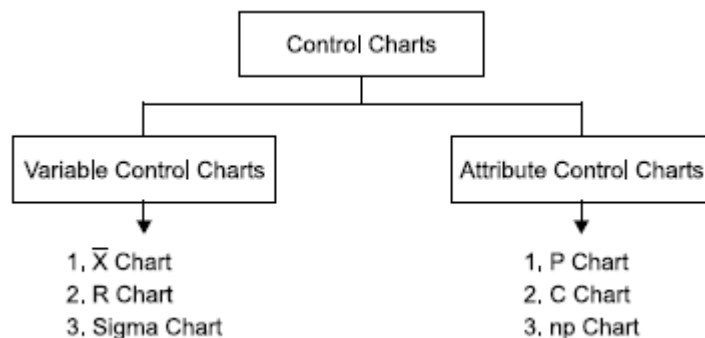 Control Charts
Variable Control Charts
Attribute Control Charts
1, X̅ Chart
2, R Chart
3. Sigma Chart
1, P Chart
2, C Chart
3. np Chart